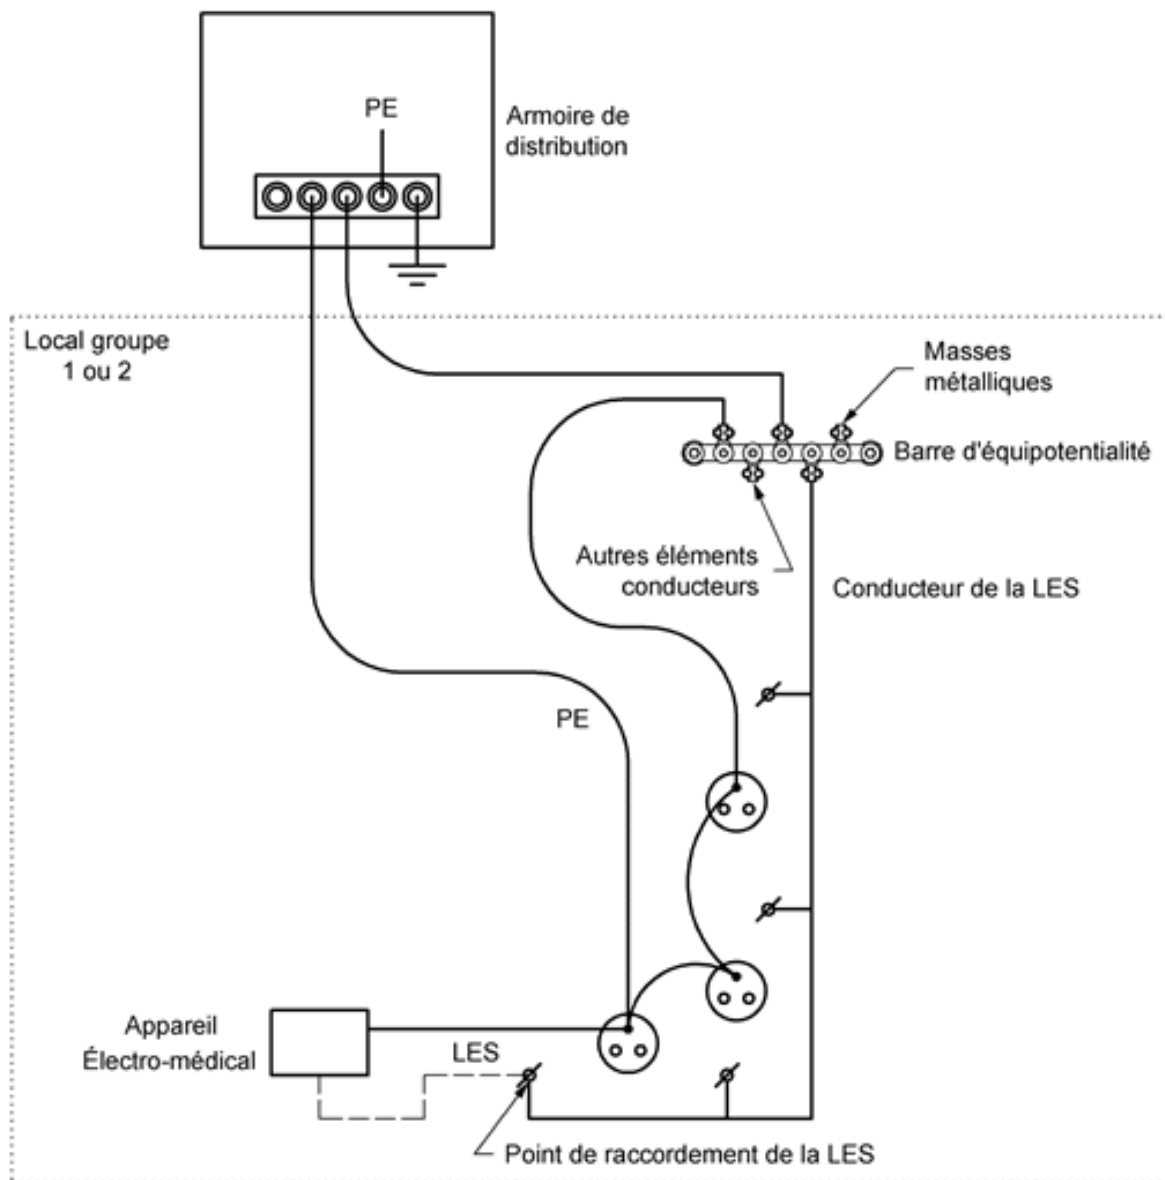 PE
Armoire de
distribution
Local groupe
1 ou 2
Masses
métalliques
Barre d'équipotentialité
Autres éléments
conducteurs
Conducteur de la LES
PE
Appareil
Électro-médical
LES
Point de raccordement de la LES